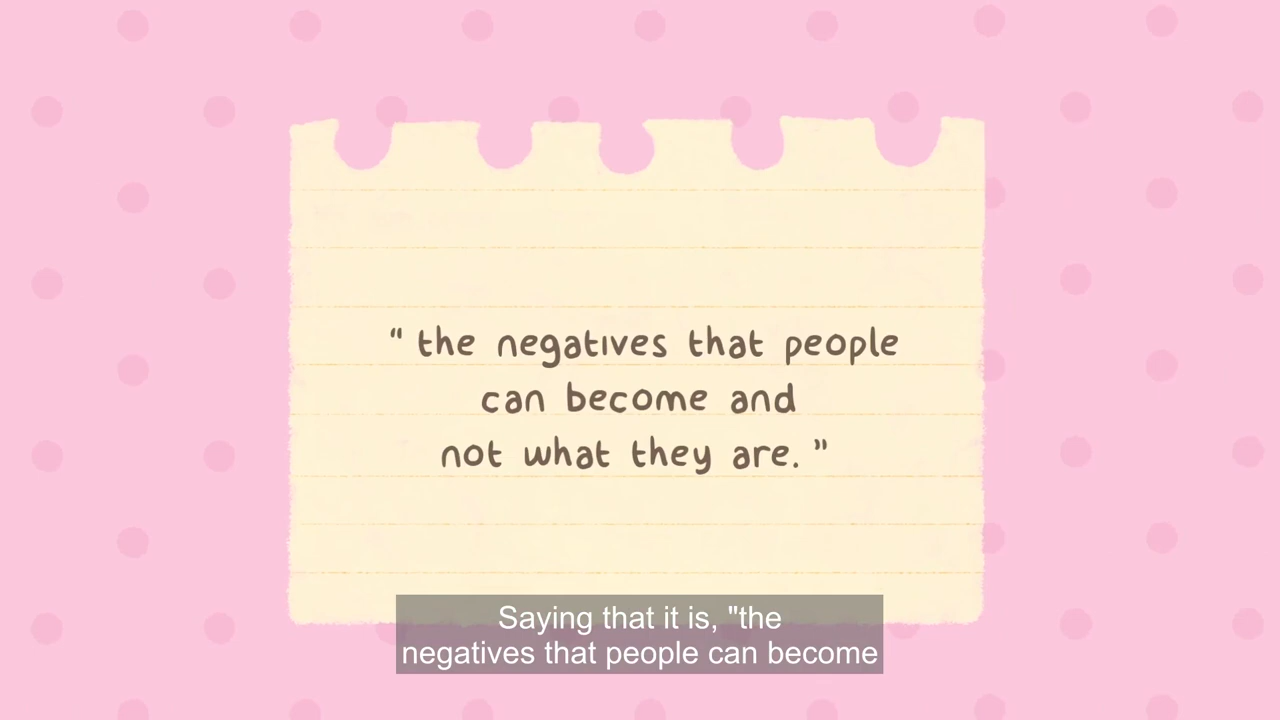 “ the negatives that people
can become and
not what they are. ”
Saying that it is, "the
negatives that people can become